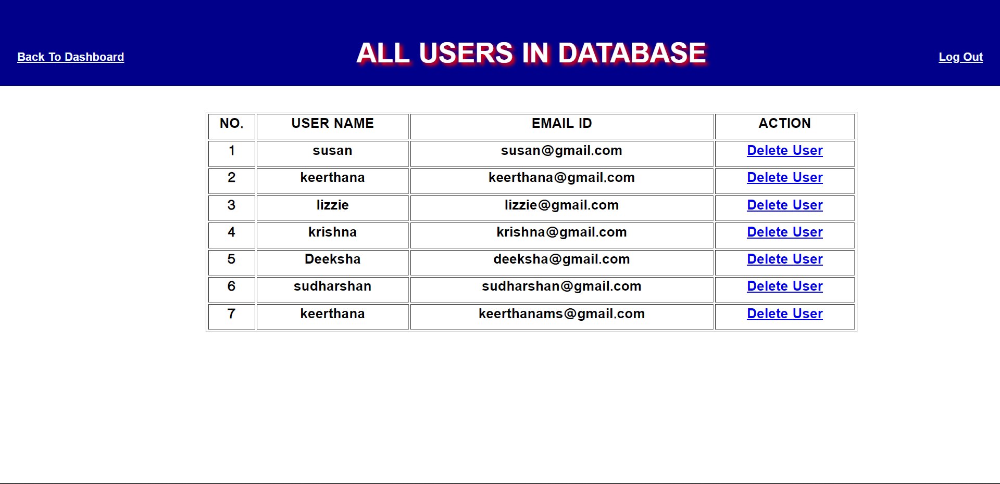 Back To Dashboard ALL USERS IN DATABASE Log Out
NO. USER NAME EMAIL ID ACTION
1 susan susan@gmail.com Delete User
2 keerthana keerthana@gmail.com Delete User
3 lizzie lizzie@gmail.com Delete User
4 krishna krishna@gmail.com Delete User
5 Deeksha deeksha@gmail.com Delete User
6 sudharshan sudharshan@gmail.com Delete User
7 keerthana keerthanams@gmail.com Delete User